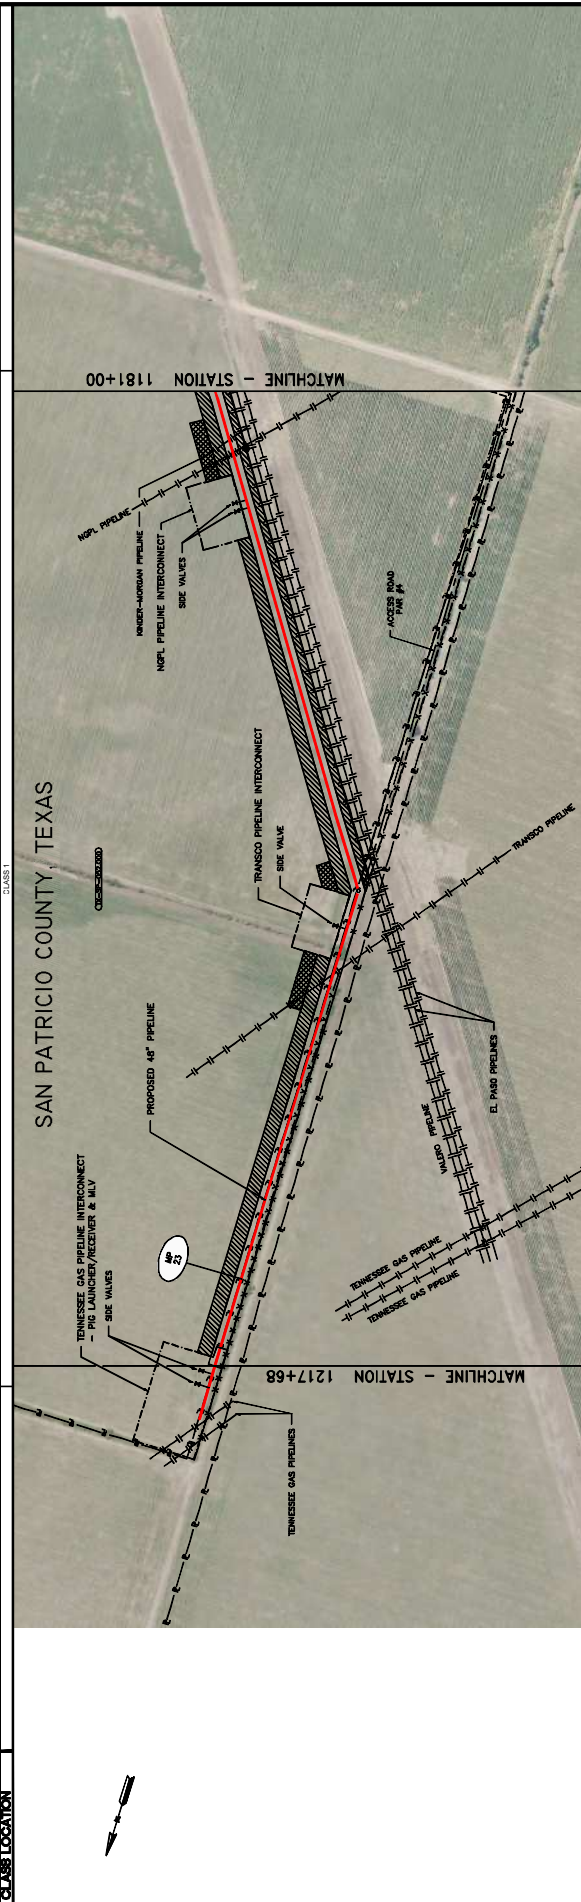 MATCHLINE – STATION 1181+00
NGPL PIPELINE
KINDER–MORGAN PIPELINE
NGPL PIPELINE INTERCONNECT
SIDE VALVES
ACCESS ROAD
PAR #4
TRANSCO PIPELINE INTERCONNECT
SIDE VALVE
TRANSCO PIPELINE
SAN PATRICIO COUNTY, TEXAS
CLASS 1
PROPOSED 48" PIPELINE
EL PASO PIPELINES
VALERO PIPELINE
TENNESSEE GAS PIPELINE INTERCONNECT
– PIG LAUNCHER/RECEIVER & MLV
SIDE VALVES
MP
23
TENNESSEE GAS PIPELINE
TENNESSEE GAS PIPELINE
MATCHLINE – STATION 1217+68
TENNESSEE GAS PIPELINES
CLASS LOCATION